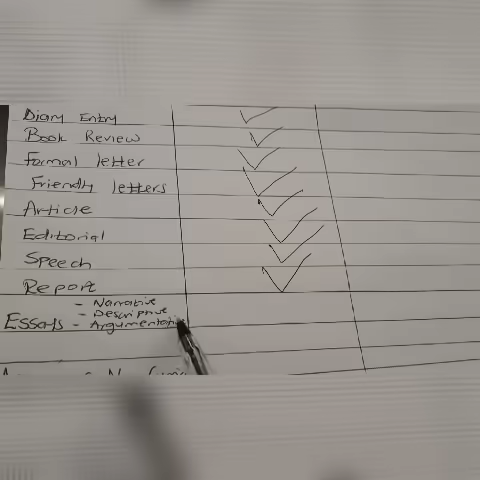 Diary Entry
Book Review
Formal letter
Friendly letters
Article
Editorial
Speech
Report
- Narrative
- Descriptive
Essays - Argumentative